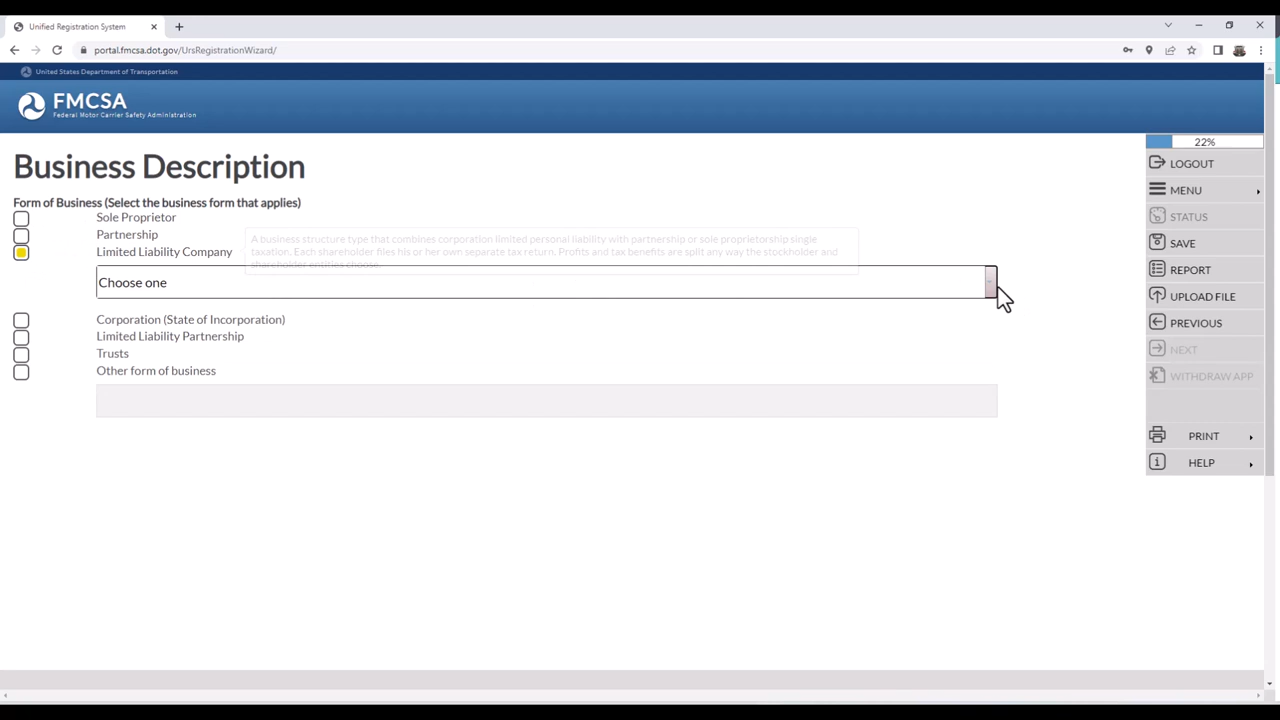 Unified Registration System
portal.fmcsa.dot.gov/UrsRegistrationWizard/
United States Department of Transportation
FMCSA
Federal Motor Carrier Safety Administration
Business Description
Form of Business (Select the business form that applies)
Sole Proprietor
Partnership
Limited Liability Company
A business structure type that combines corporation limited personal liability with partnership or sole proprietorship single
taxation. Each shareholder files his or her own separate tax return. Profits and tax benefits are split any way the stockholder and
shareholder entities choose.
Choose one
Corporation (State of Incorporation)
Limited Liability Partnership
Trusts
Other form of business
22%
LOGOUT
MENU
STATUS
SAVE
REPORT
UPLOAD FILE
PREVIOUS
NEXT
WITHDRAW APP
PRINT
HELP